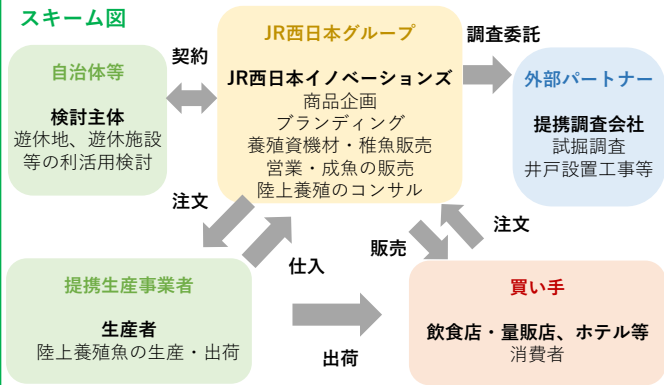 スキーム図
JR西日本グループ
JR西日本イノベーションズ
商品企画
ブランディング
養殖資機材・稚魚販売
営業・成魚の販売
陸上養殖のコンサル
契約
調査委託
自治体等
検討主体
遊休地、遊休施設
等の利活用検討
外部パートナー
提携調査会社
試掘調査
井戸設置工事等
注文
仕入
販売
注文
提携生産事業者
生産者
陸上養殖魚の生産・出荷
出荷
買い手
飲食店・量販店、ホテル等
消費者